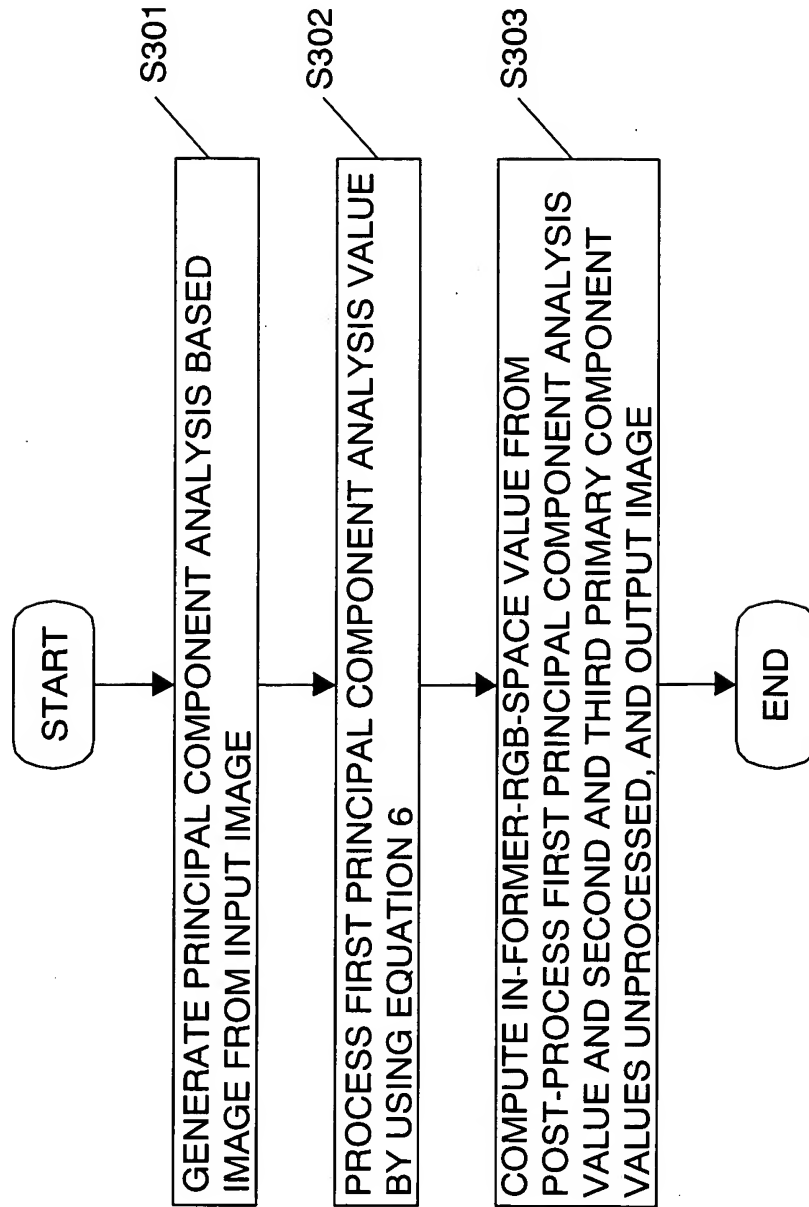 START
GENERATE PRINCIPAL COMPONENT ANALYSIS BASED
IMAGE FROM INPUT IMAGE
S301
PROCESS FIRST PRINCIPAL COMPONENT ANALYSIS VALUE
BY USING EQUATION 6
S302
COMPUTE IN-FORMER-RGB-SPACE VALUE FROM
POST-PROCESS FIRST PRINCIPAL COMPONENT ANALYSIS
VALUE AND SECOND AND THIRD PRIMARY COMPONENT
VALUES UNPROCESSED, AND OUTPUT IMAGE
S303
END